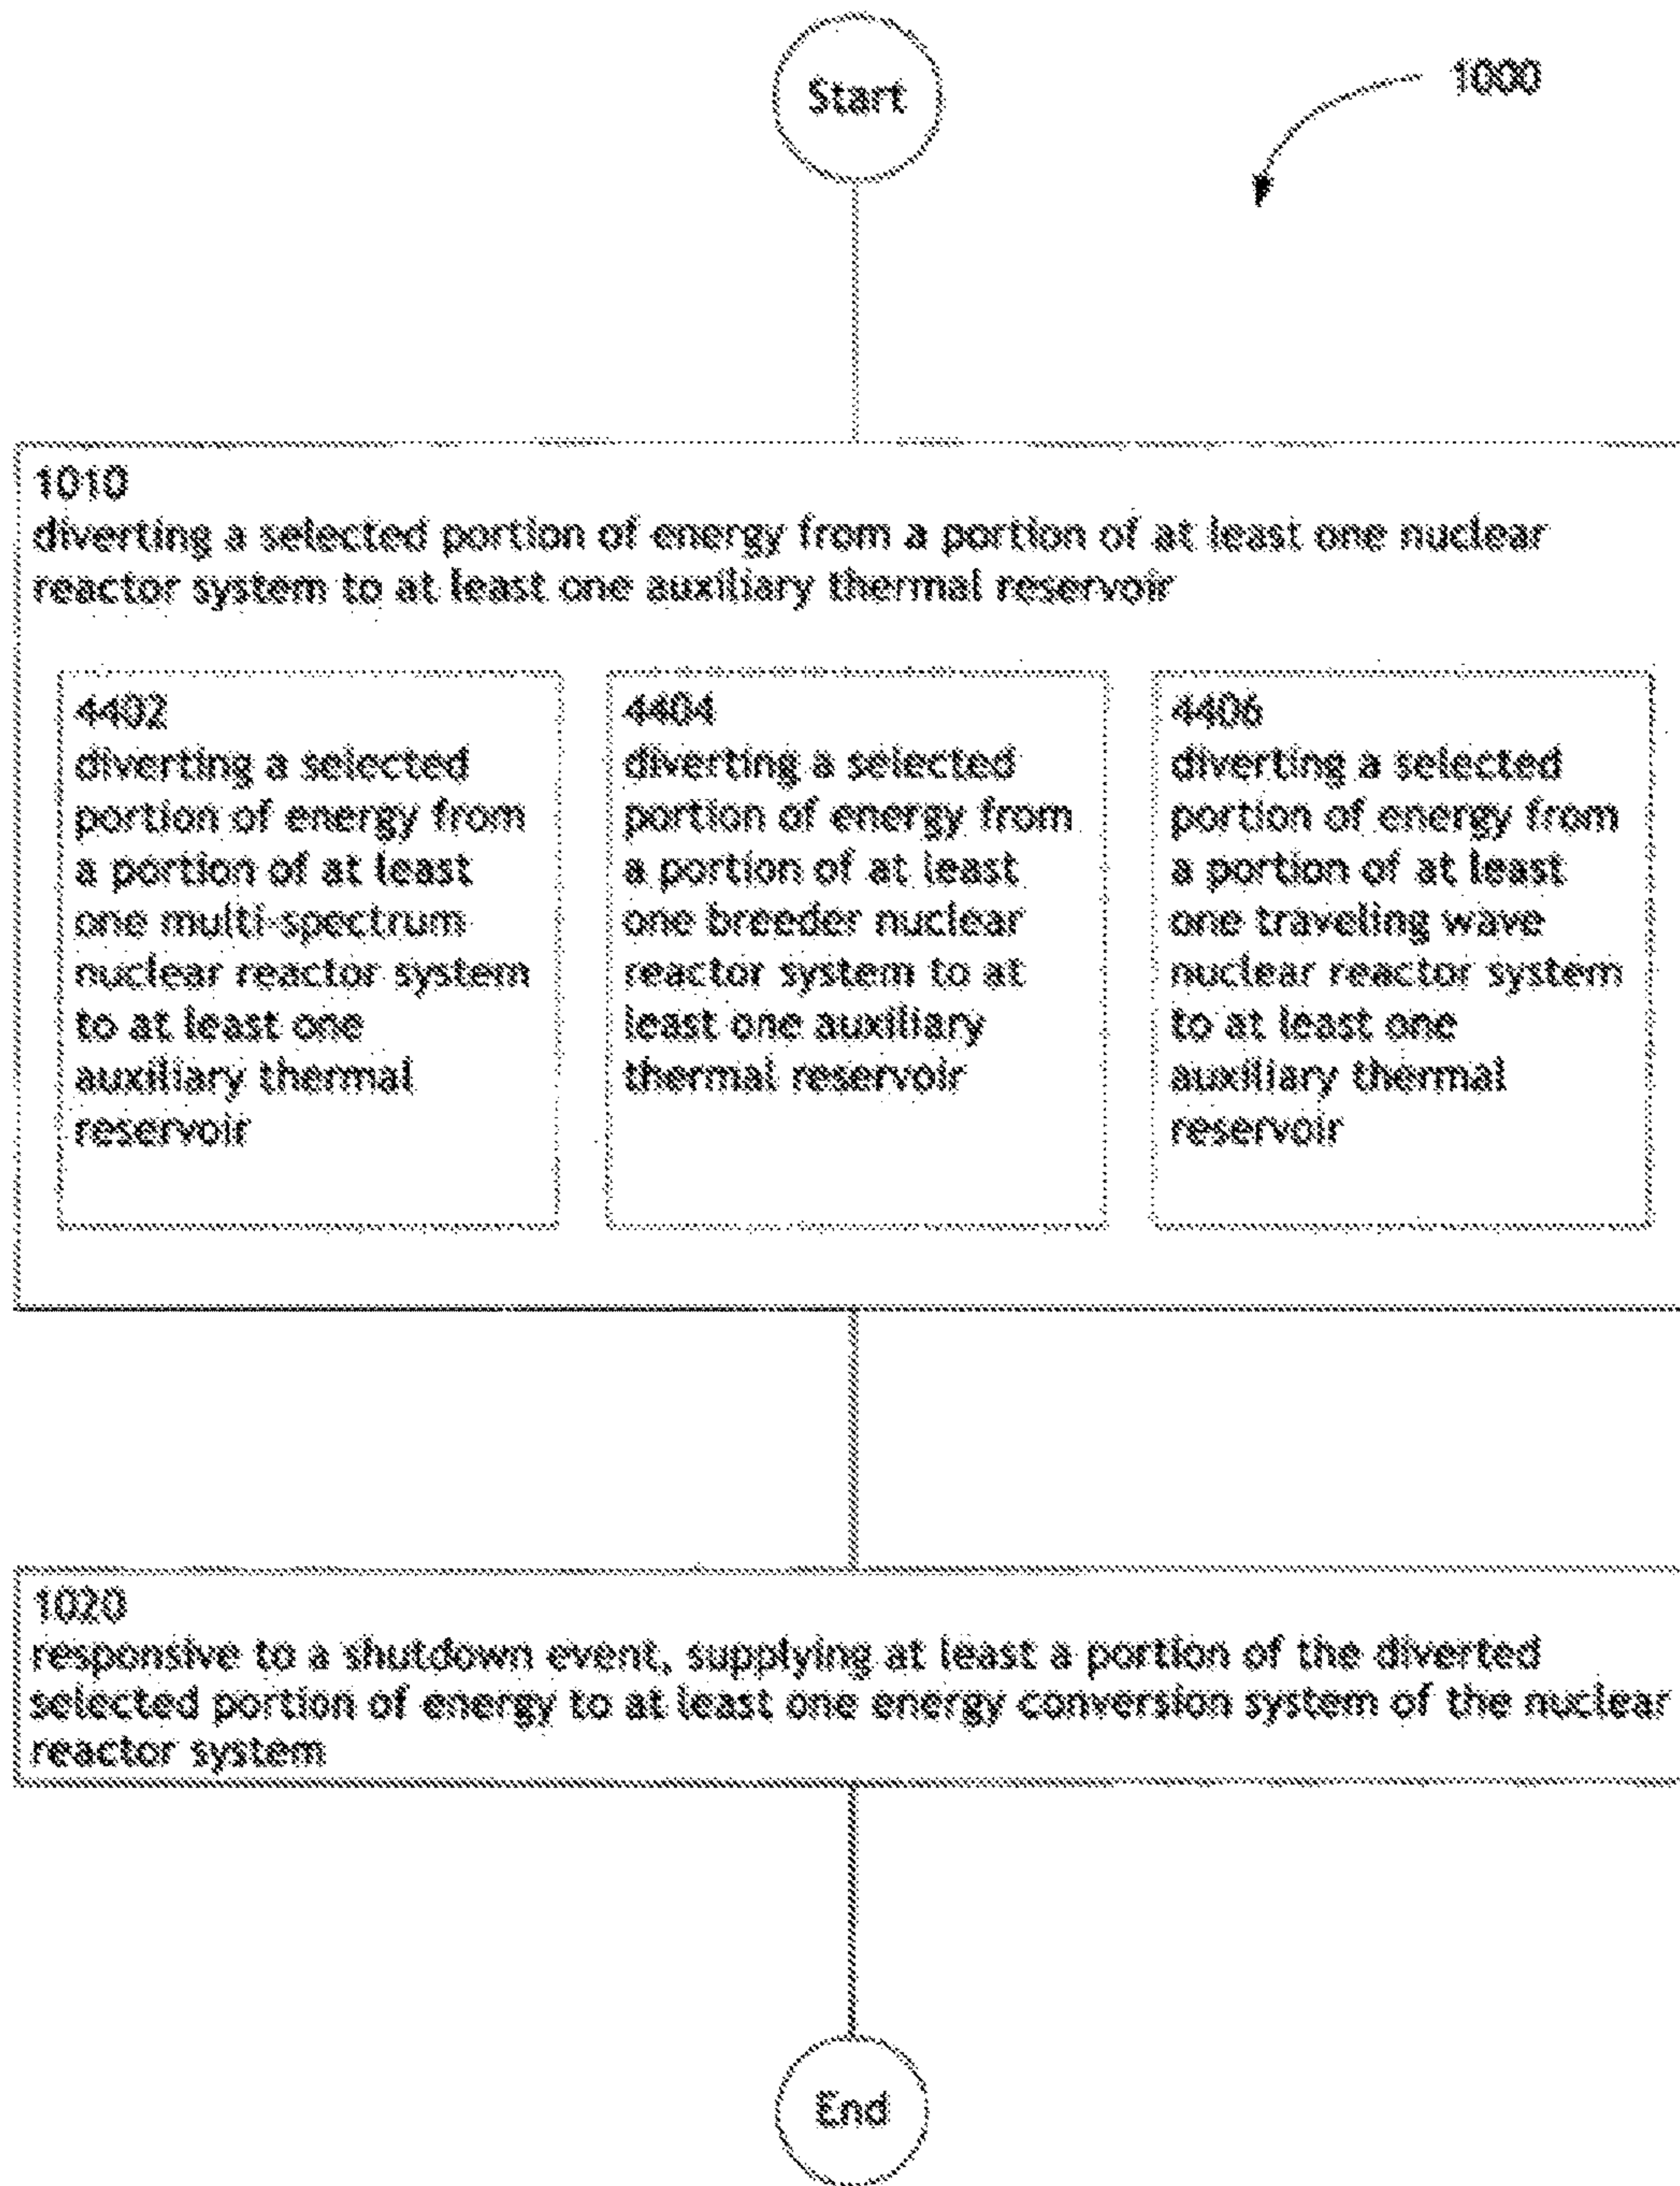 Start
1000
1010
diverting a selected portion of energy from a portion of at least one nuclear
reactor system to at least one auxiliary thermal reservoir
4402
diverting a selected
portion of energy from
a portion of at least
one multi-spectrum
nuclear reactor system
to at least one
auxiliary thermal
reservoir
4404
diverting a selected
portion of energy from
a portion of at least
one breeder nuclear
reactor system to at
least one auxiliary
thermal reservoir
4406
diverting a selected
portion of energy from
a portion of at least
one traveling wave
nuclear reactor system
to at least one
auxiliary thermal
reservoir
1020
responsive to a shutdown event, supplying at least a portion of the diverted
selected portion of energy to at least one energy conversion system of the nuclear
reactor system
End